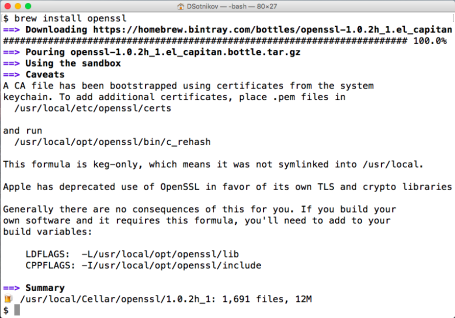 DSotnikov — -bash — 80×27
$ brew install openssl
==> Downloading https://homebrew.bintray.com/bottles/openssl-1.0.2h_1.el_capitan
######################################################################## 100.0%
==> Pouring openssl-1.0.2h_1.el_capitan.bottle.tar.gz
==> Using the sandbox
==> Caveats
A CA file has been bootstrapped using certificates from the system
keychain. To add additional certificates, place .pem files in
/usr/local/etc/openssl/certs
and run
/usr/local/opt/openssl/bin/c_rehash
This formula is keg-only, which means it was not symlinked into /usr/local.
Apple has deprecated use of OpenSSL in favor of its own TLS and crypto libraries
Generally there are no consequences of this for you. If you build your
own software and it requires this formula, you'll need to add to your
build variables:
LDFLAGS:  -L/usr/local/opt/openssl/lib
CPPFLAGS: -I/usr/local/opt/openssl/include
==> Summary
🍺  /usr/local/Cellar/openssl/1.0.2h_1: 1,691 files, 12M
$